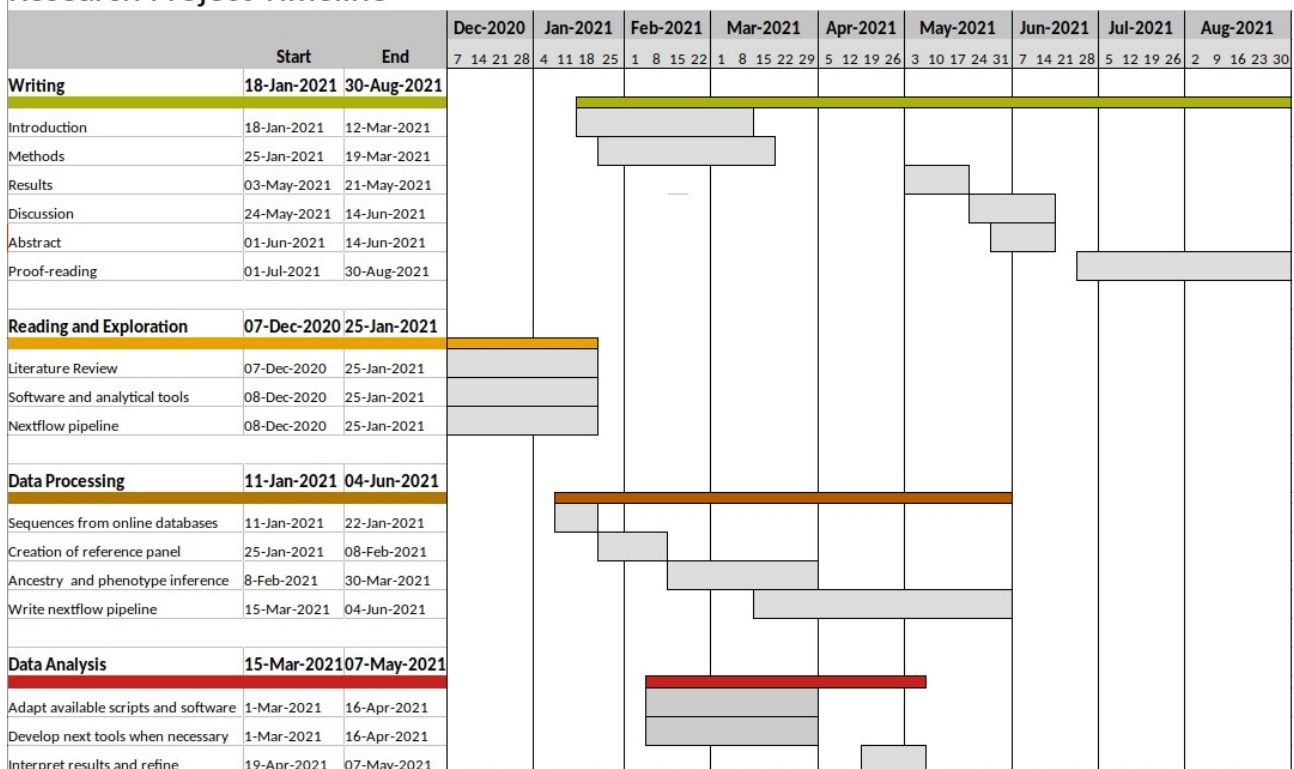 Research Project Timeline
Dec-2020 Jan-2021 Feb-2021 Mar-2021 Apr-2021 May-2021 Jun-2021 Jul-2021 Aug-2021
Start End 7 14 21 28 4 11 18 25 1 8 15 22 1 8 15 22 29 5 12 19 26 3 10 17 24 31 7 14 21 28 5 12 19 26 2 9 16 23 30
Writing 18-Jan-2021 30-Aug-2021
Introduction 18-Jan-2021 12-Mar-2021
Methods 25-Jan-2021 19-Mar-2021
Results 03-May-2021 21-May-2021
Discussion 24-May-2021 14-Jun-2021
Abstract 01-Jun-2021 14-Jun-2021
Proof-reading 01-Jul-2021 30-Aug-2021
Reading and Exploration 07-Dec-2020 25-Jan-2021
Literature Review 07-Dec-2020 25-Jan-2021
Software and analytical tools 08-Dec-2020 25-Jan-2021
Nextflow pipeline 08-Dec-2020 25-Jan-2021
Data Processing 11-Jan-2021 04-Jun-2021
Sequences from online databases 11-Jan-2021 22-Jan-2021
Creation of reference panel 25-Jan-2021 08-Feb-2021
Ancestry and phenotype inference 8-Feb-2021 30-Mar-2021
Write nextflow pipeline 15-Mar-2021 04-Jun-2021
Data Analysis 15-Mar-2021 07-May-2021
Adapt available scripts and software 1-Mar-2021 16-Apr-2021
Develop next tools when necessary 1-Mar-2021 16-Apr-2021
Interpret results and refine 19-Apr-2021 07-May-2021